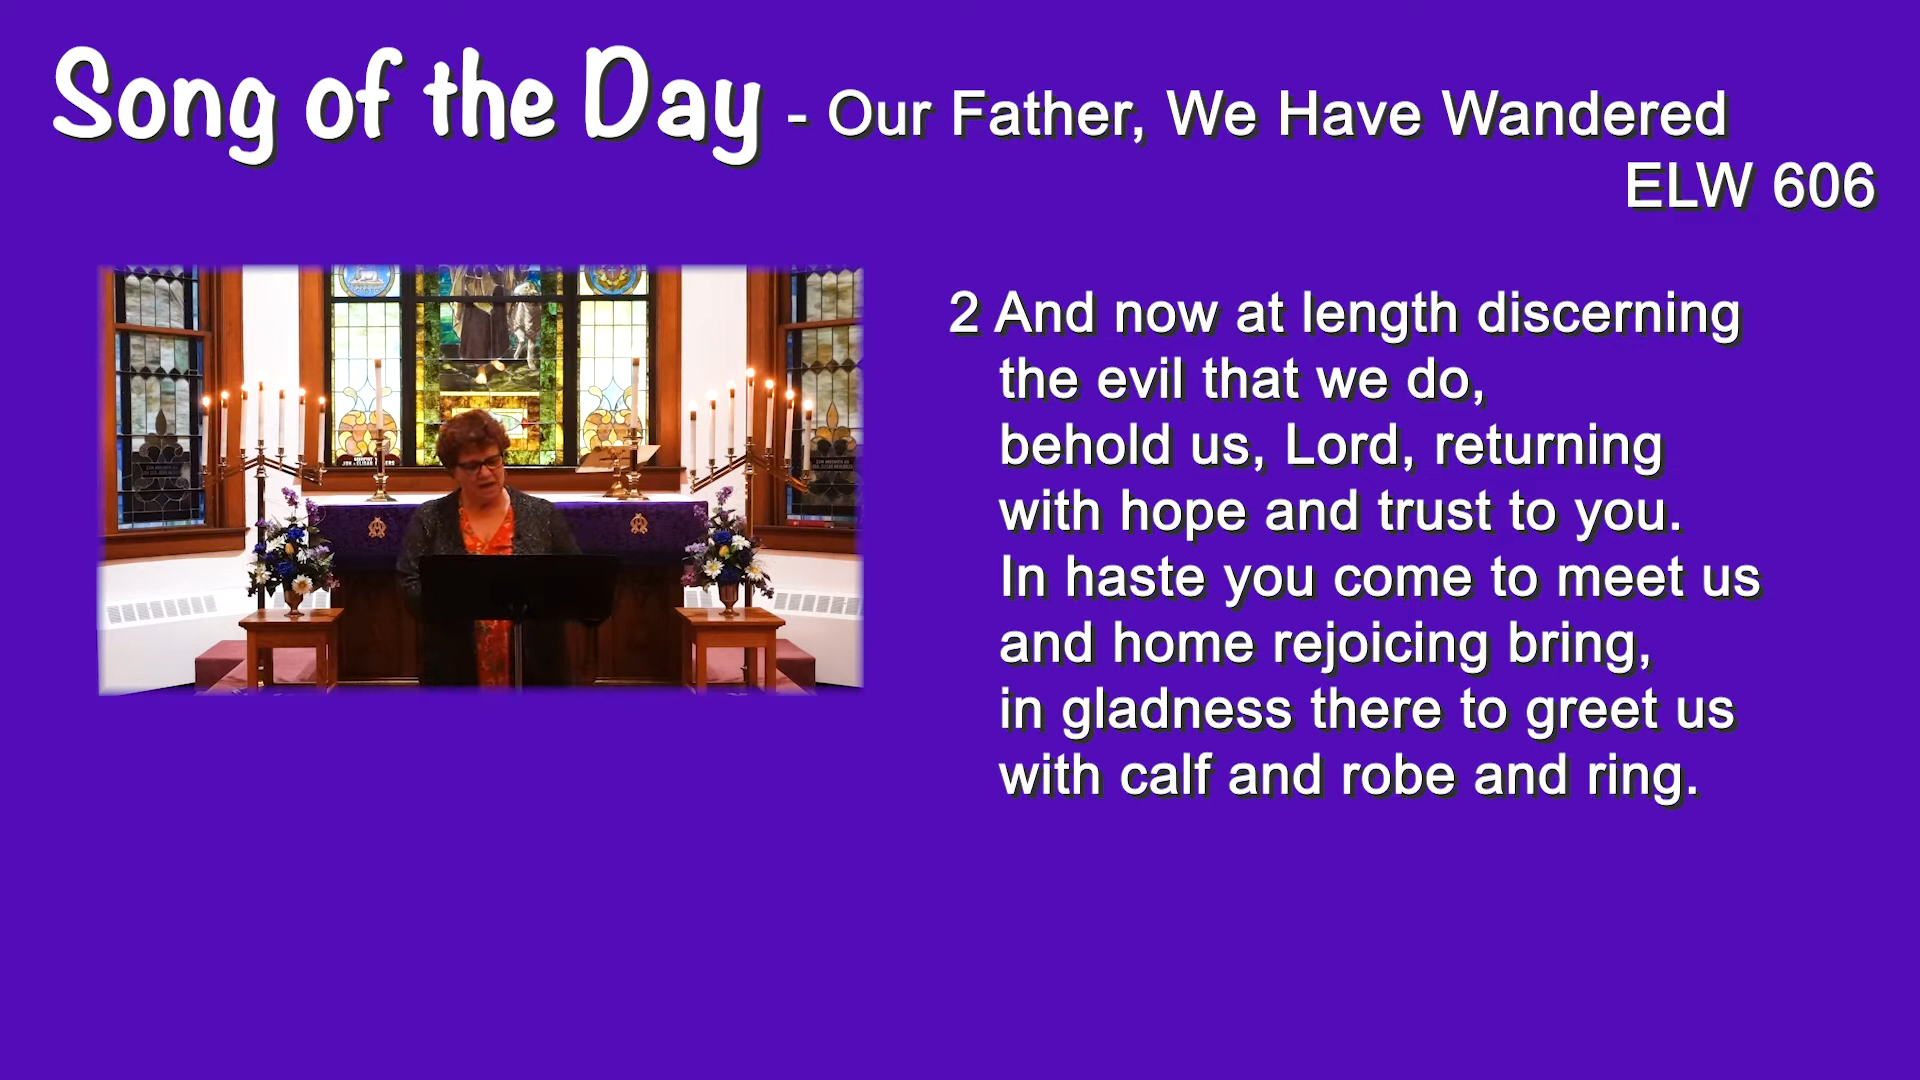 Song of the Day - Our Father, We Have Wandered
ELW 606
2 And now at length discerning
the evil that we do,
behold us, Lord, returning
with hope and trust to you.
In haste you come to meet us
and home rejoicing bring,
in gladness there to greet us
with calf and robe and ring.